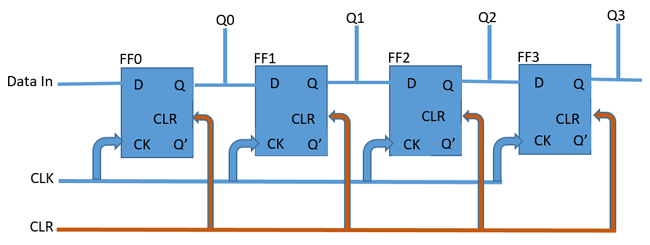 Q0 Q1 Q2 Q3
FF0 FF1 FF2 FF3
Data In D Q D Q D Q D Q
CLR CLR CLR CLR
CK Q' CK Q' CK Q' CK Q'
CLK
CLR